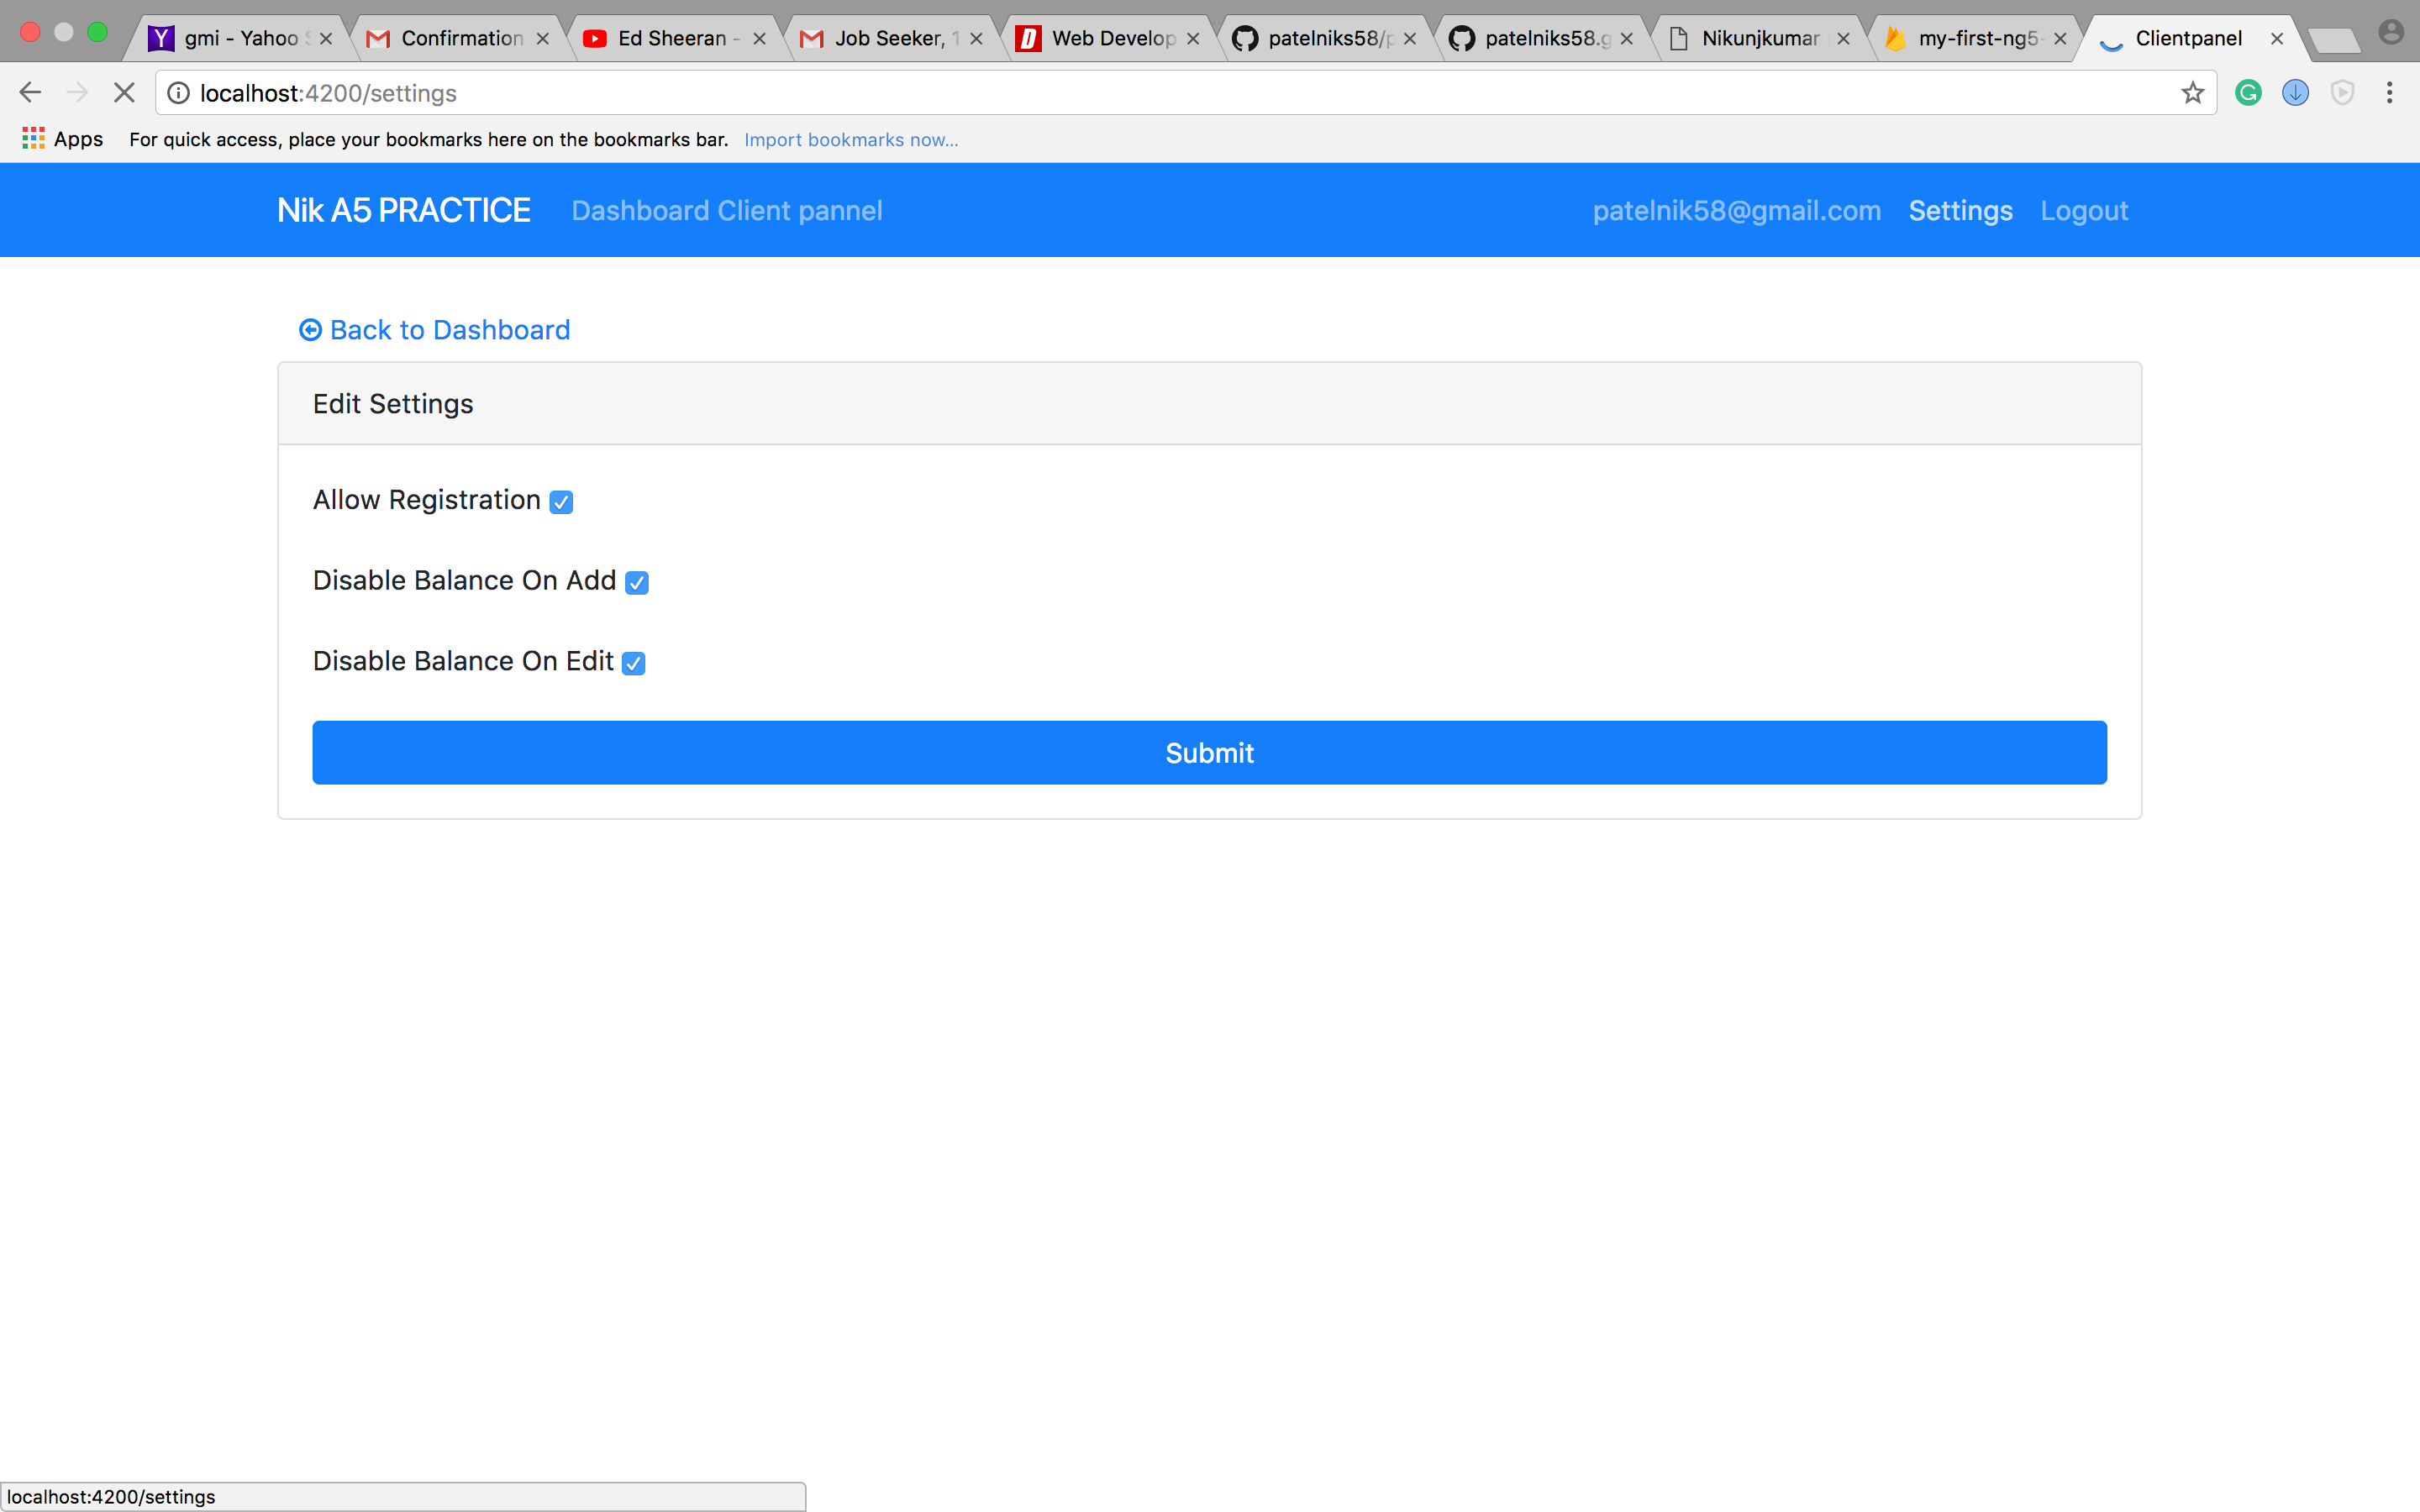 gmi - Yahoo Confirmation Ed Sheeran - Job Seeker, 1 Web Develop patelniks58/p patelniks58.g Nikunjkumar my-first-ng5- Clientpanel
localhost:4200/settings
Apps For quick access, place your bookmarks here on the bookmarks bar. Import bookmarks now...
Nik A5 PRACTICE Dashboard Client pannel patelnik58@gmail.com Settings Logout
Back to Dashboard
Edit Settings
Allow Registration
Disable Balance On Add
Disable Balance On Edit
Submit
localhost:4200/settings